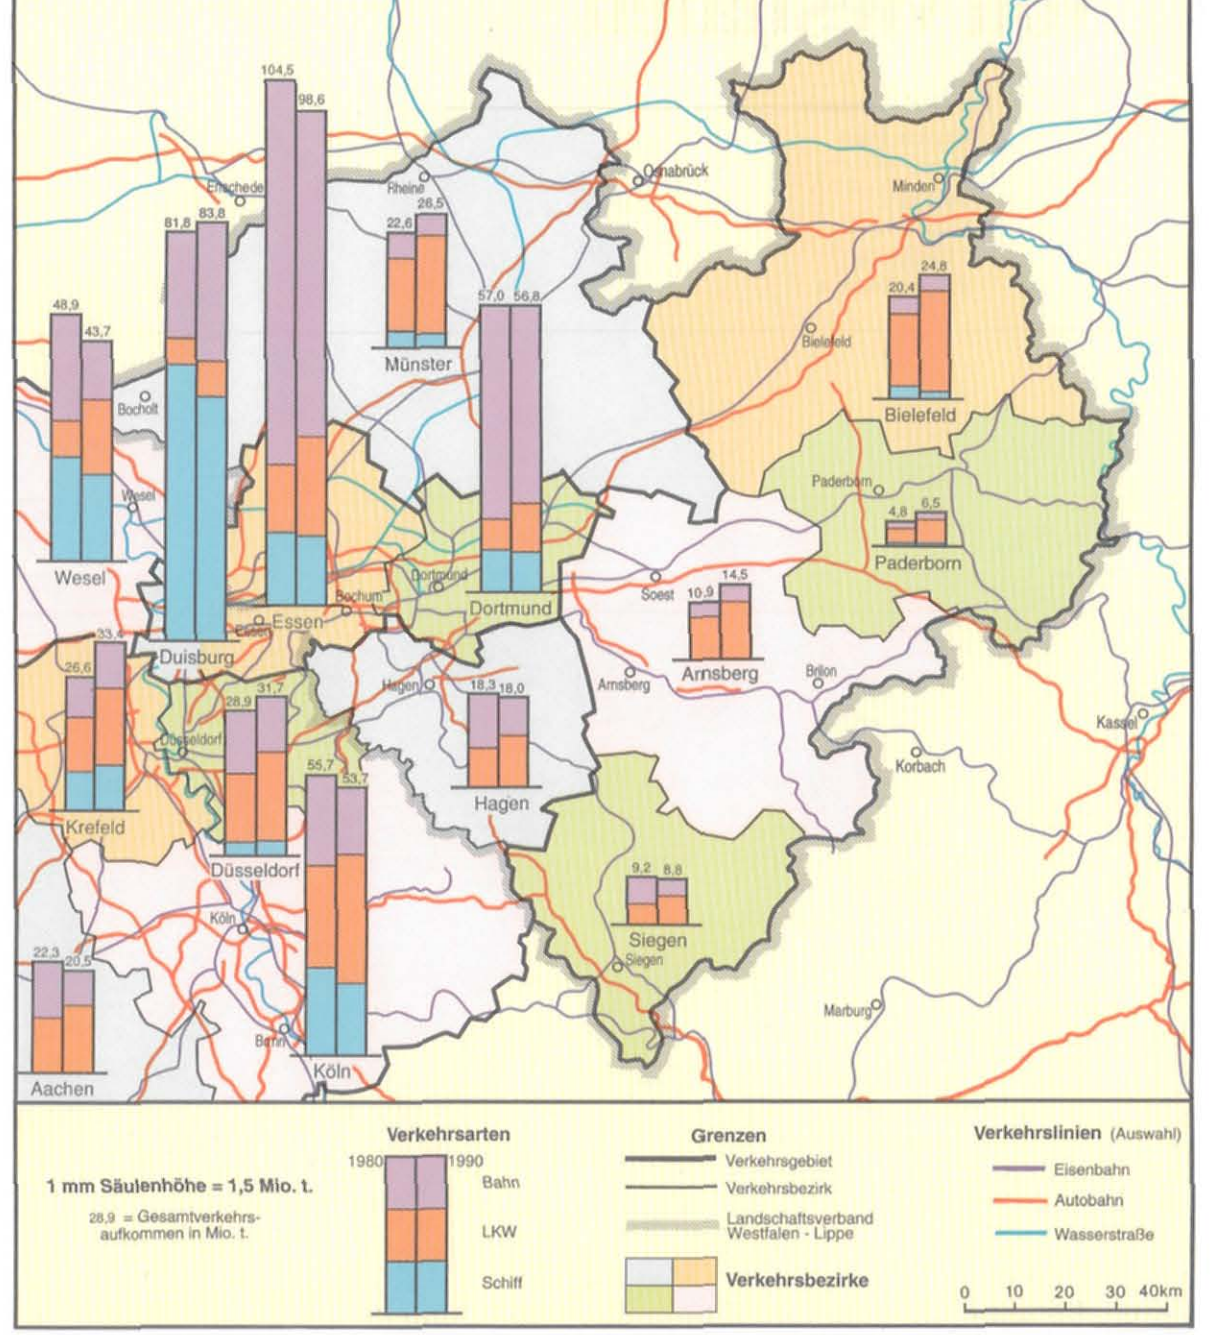 104,5
98,6
Enschede
Rheine
Osnabrück
Minden
81,8
83,8
22,6
28,5
Münster
57,0
56,8
20,4
24,8
Bielefeld
Bielefeld
48,9
43,7
Bocholt
Wesel
Wesel
Paderborn
4,8
6,5
Paderborn
Dortmund
Dortmund
Bochum
Essen
Essen
Duisburg
Soest
10,9
14,5
Arnsberg
Arnsberg
Brilon
26,6
33,4
Krefeld
Düsseldorf
28,9
31,7
Düsseldorf
Hagen
18,3
18,0
Hagen
Kassel
Korbach
55,7
53,7
Köln
Bonn
Köln
9,2
8,8
Siegen
Siegen
Marburg
22,3
20,5
Aachen
Verkehrsarten
1980
1990
Bahn
LKW
Schiff
1 mm Säulenhöhe = 1,5 Mio. t.
28,9 = Gesamtverkehrs-
aufkommen in Mio. t.
Grenzen
Verkehrsgebiet
Verkehrsbezirk
Landschaftsverband
Westfalen - Lippe
Verkehrsbezirke
Verkehrslinien (Auswahl)
Eisenbahn
Autobahn
Wasserstraße
0 10 20 30 40km